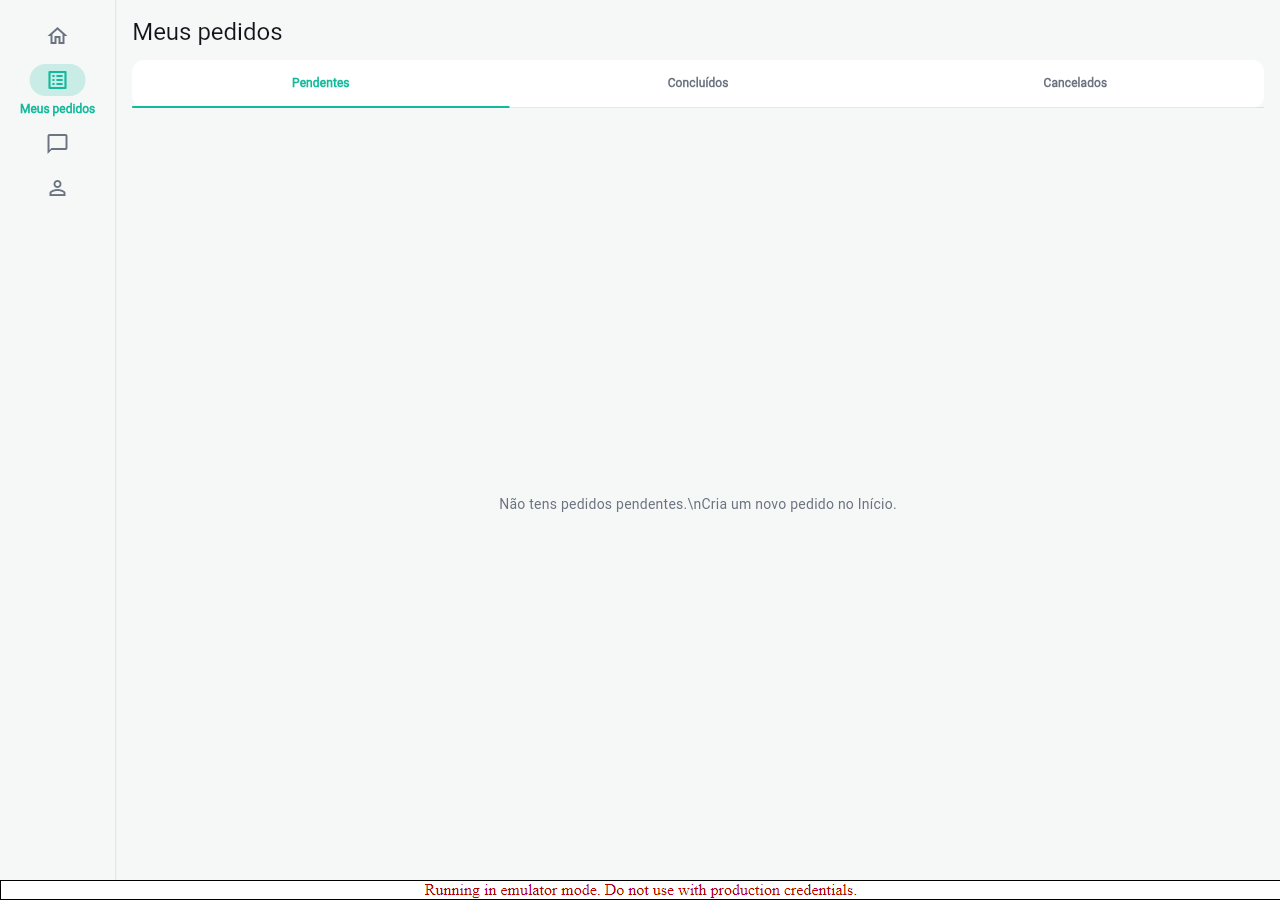 Meus pedidos
Meus pedidos
Pendentes
Concluídos
Cancelados
Não tens pedidos pendentes.\nCria um novo pedido no Início.
Running in emulator mode. Do not use with production credentials.